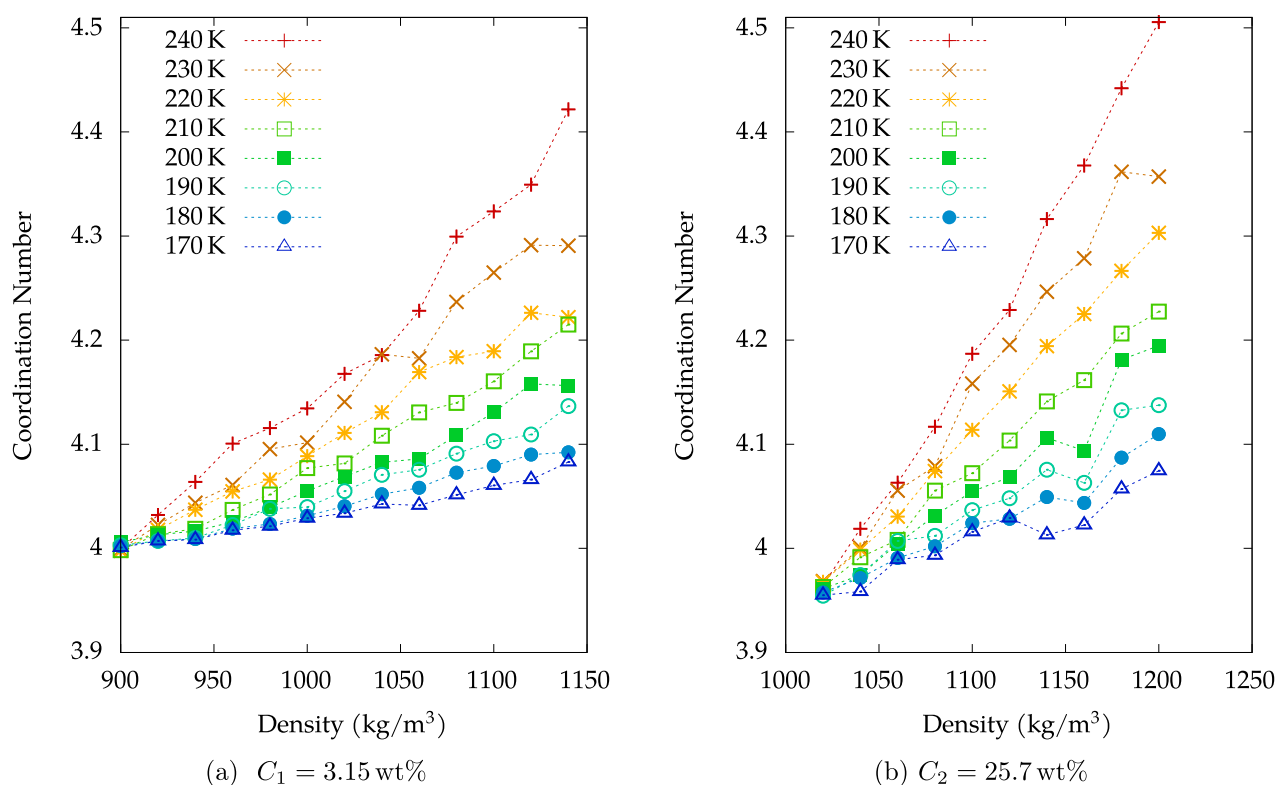 4.5
4.4
4.3
4.2
4.1
4
3.9
Coordination Number
240 K
230 K
220 K
210 K
200 K
190 K
180 K
170 K
900 950 1000 1050 1100 1150
Density (kg/m³)
(a) C₁ = 3.15 wt%
4.5
4.4
4.3
4.2
4.1
4
3.9
Coordination Number
240 K
230 K
220 K
210 K
200 K
190 K
180 K
170 K
1000 1050 1100 1150 1200 1250
Density (kg/m³)
(b) C₂ = 25.7 wt%